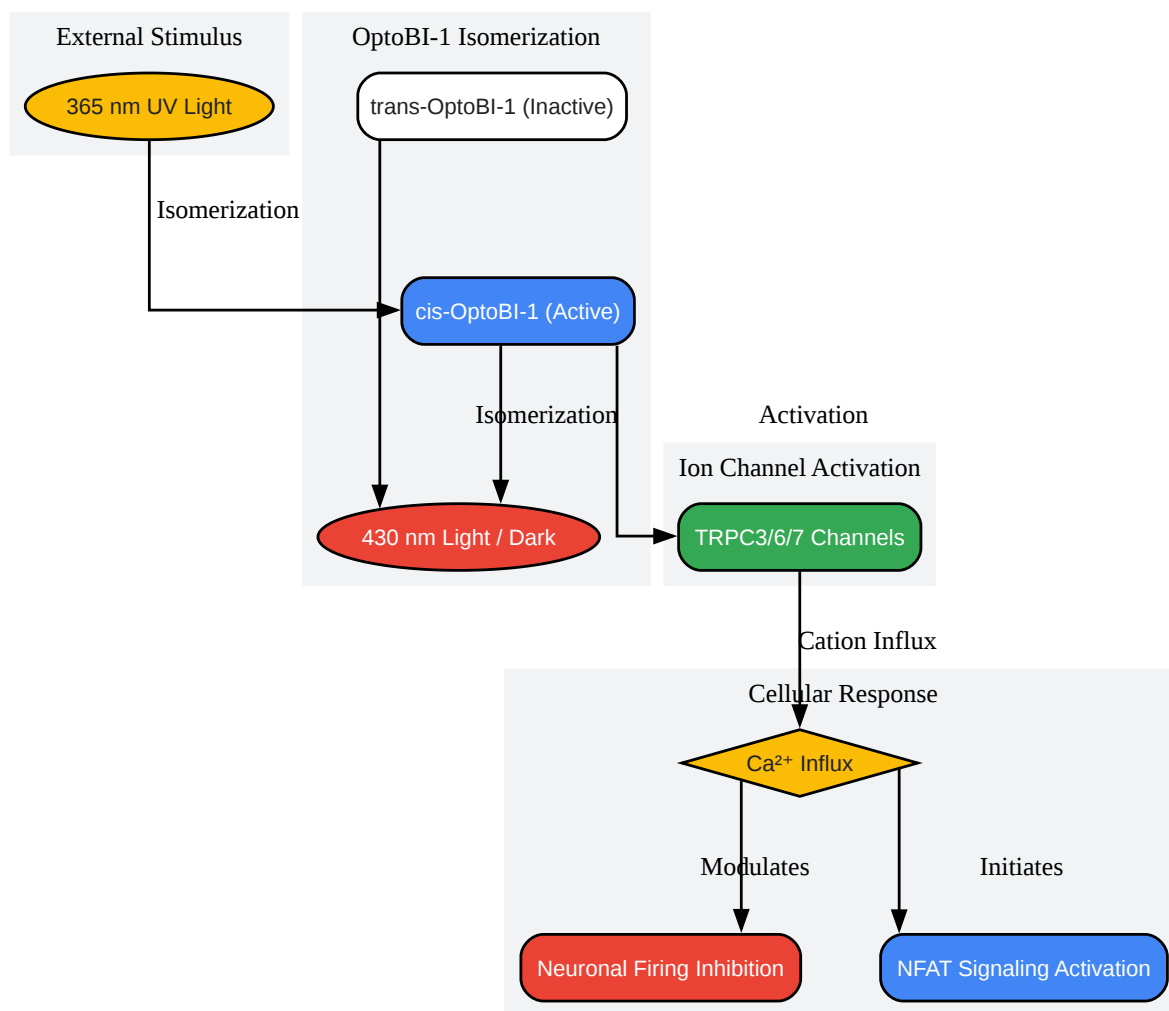 External Stimulus
OptoBI-1 Isomerization
365 nm UV Light
trans-OptoBI-1 (Inactive)
Isomerization
cis-OptoBI-1 (Active)
Isomerization
Activation
Ion Channel Activation
430 nm Light / Dark
TRPC3/6/7 Channels
Cation Influx
Cellular Response
Ca²⁺ Influx
Modulates
Initiates
Neuronal Firing Inhibition
NFAT Signaling Activation